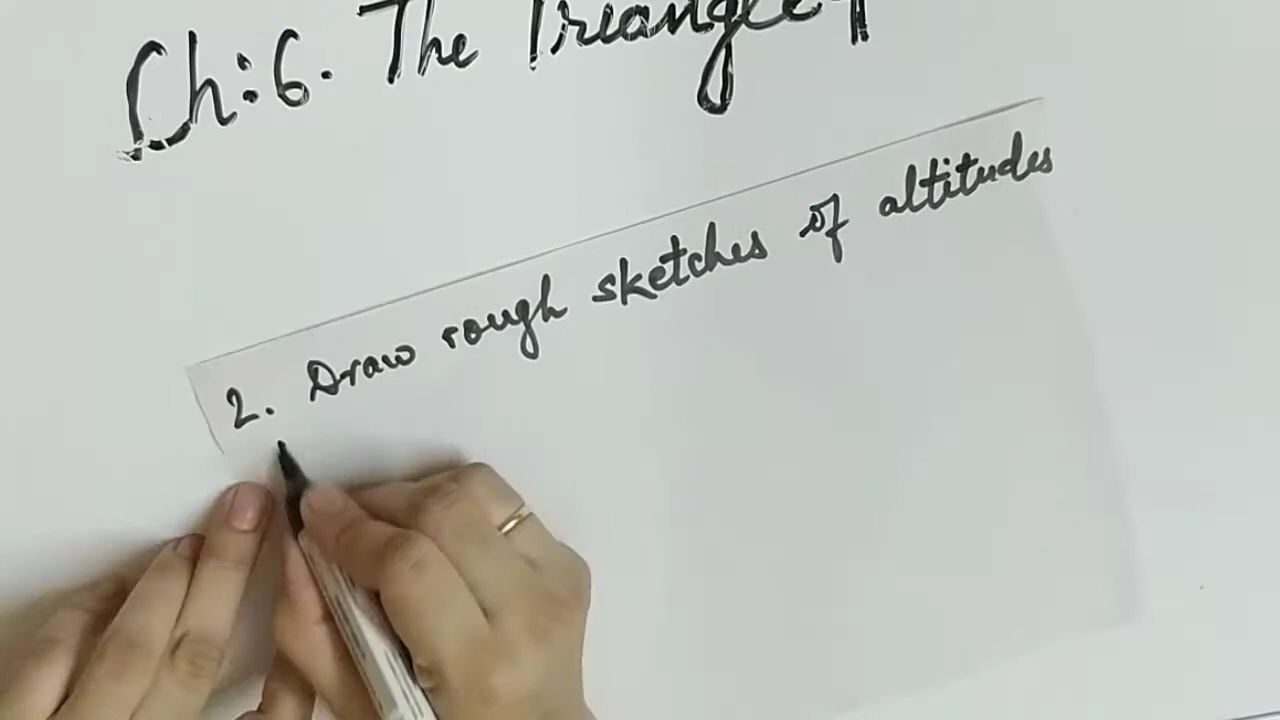 Ch:6. The Triangle
2. Draw rough sketches of altitudes